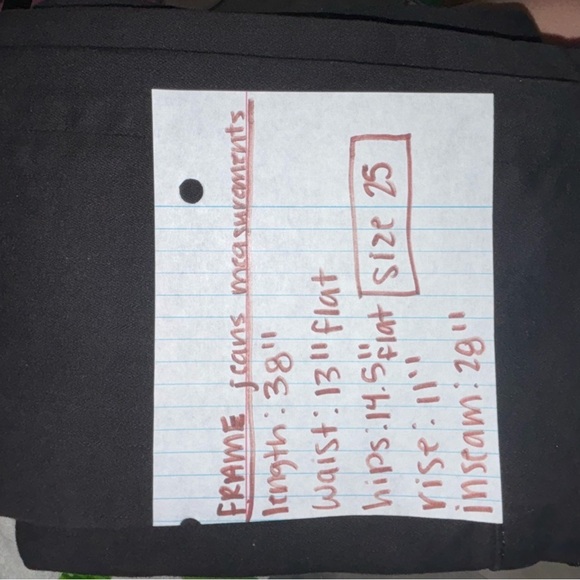 FRAME jeans measurements
length: 38"
waist: 13" flat
hips: 14.5" flat
size 25
rise: 11"
inseam: 28"